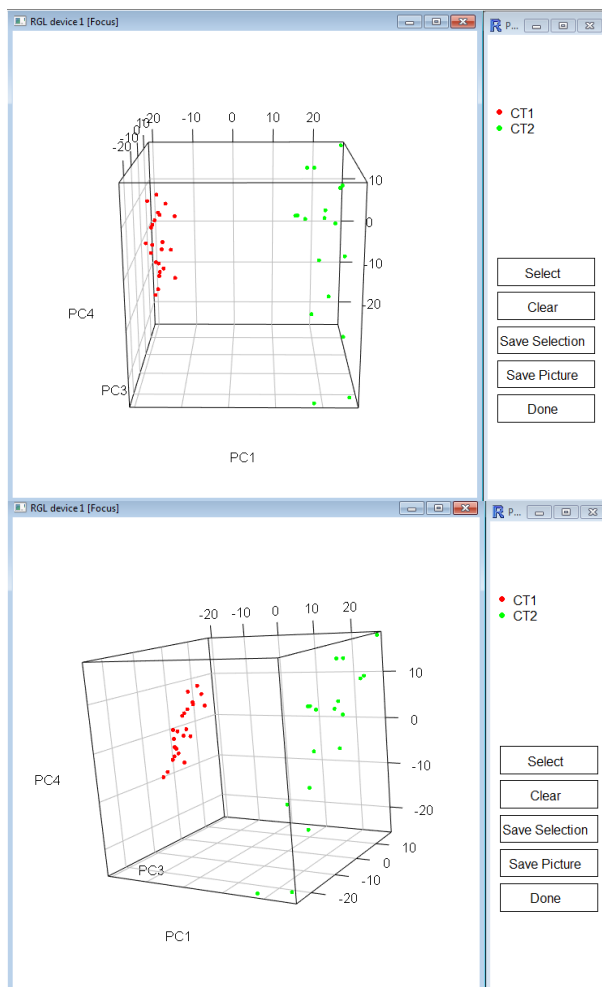 RGL device 1 [Focus]
P...
-20 -10 0 10 20
10
0
-10
-20
10
0
-10
-20
PC4
PC3
PC1
CT1
CT2
Select
Clear
Save Selection
Save Picture
Done
RGL device 1 [Focus]
P...
-20 -10 0 10 20
10
0
-10
-20
10
0
-10
-20
PC4
PC3
PC1
CT1
CT2
Select
Clear
Save Selection
Save Picture
Done